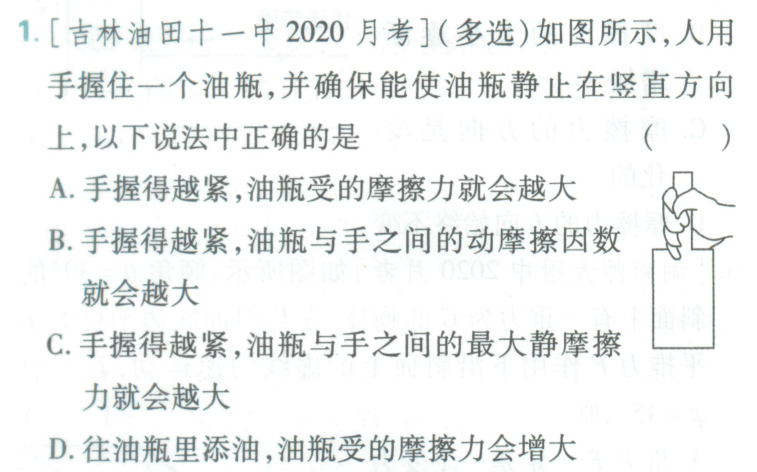 1. [吉林油田十一中2020月考](多选)如图所示,人用
手握住一个油瓶,并确保能使油瓶静止在竖直方向
上,以下说法中正确的是 ( )
A. 手握得越紧,油瓶受的摩擦力就会越大
B. 手握得越紧,油瓶与手之间的动摩擦因数
就会越大
C. 手握得越紧,油瓶与手之间的最大静摩擦
力就会越大
D. 往油瓶里添油,油瓶受的摩擦力会增大